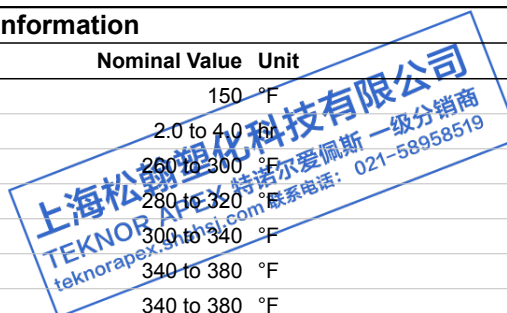 nformation
Nominal Value Unit
150 °F
2.0 to 4.0 hr
260 to 300 °F
280 to 320 °F
300 to 340 °F
340 to 380 °F
340 to 380 °F
上海松翰塑化科技有限公司
TEKNOR APEX 特诺尔爱佩斯 一级分销商
teknorapex.shshsj.com 联系电话: 021-58958519